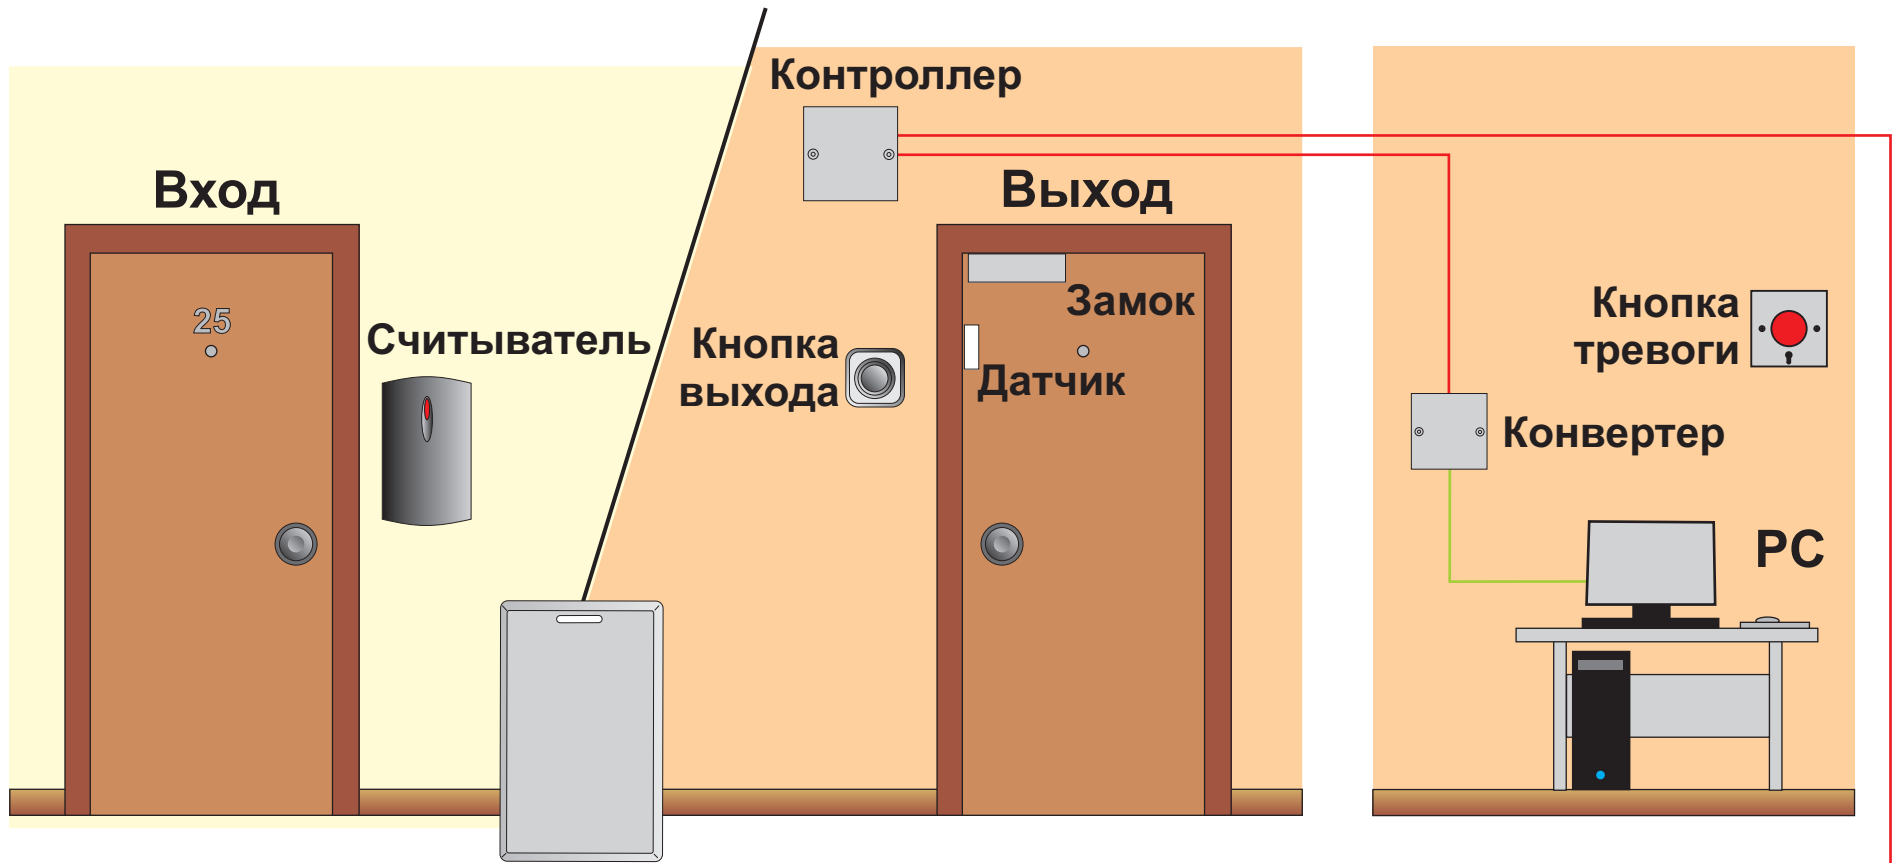 Контроллер
Вход
Выход
25
Считыватель
Кнопка
выхода
Замок
Датчик
Кнопка
тревоги
Конвертер
PC